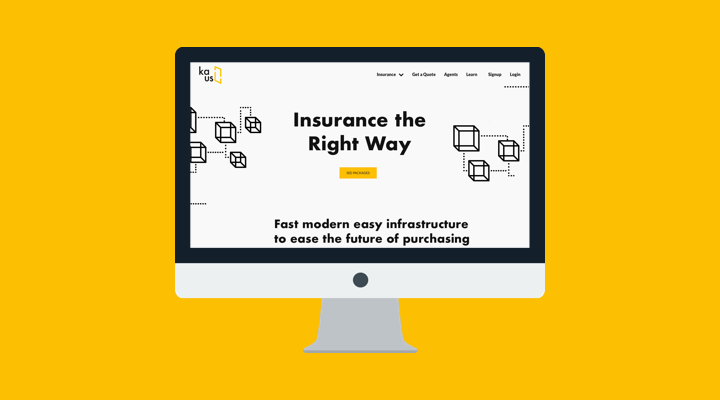 ka
us
Insurance
Get a Quote
Agents
Learn
Signup
Login
Insurance the
Right Way
SEE PACKAGES
Fast modern easy infrastructure
to ease the future of purchasing